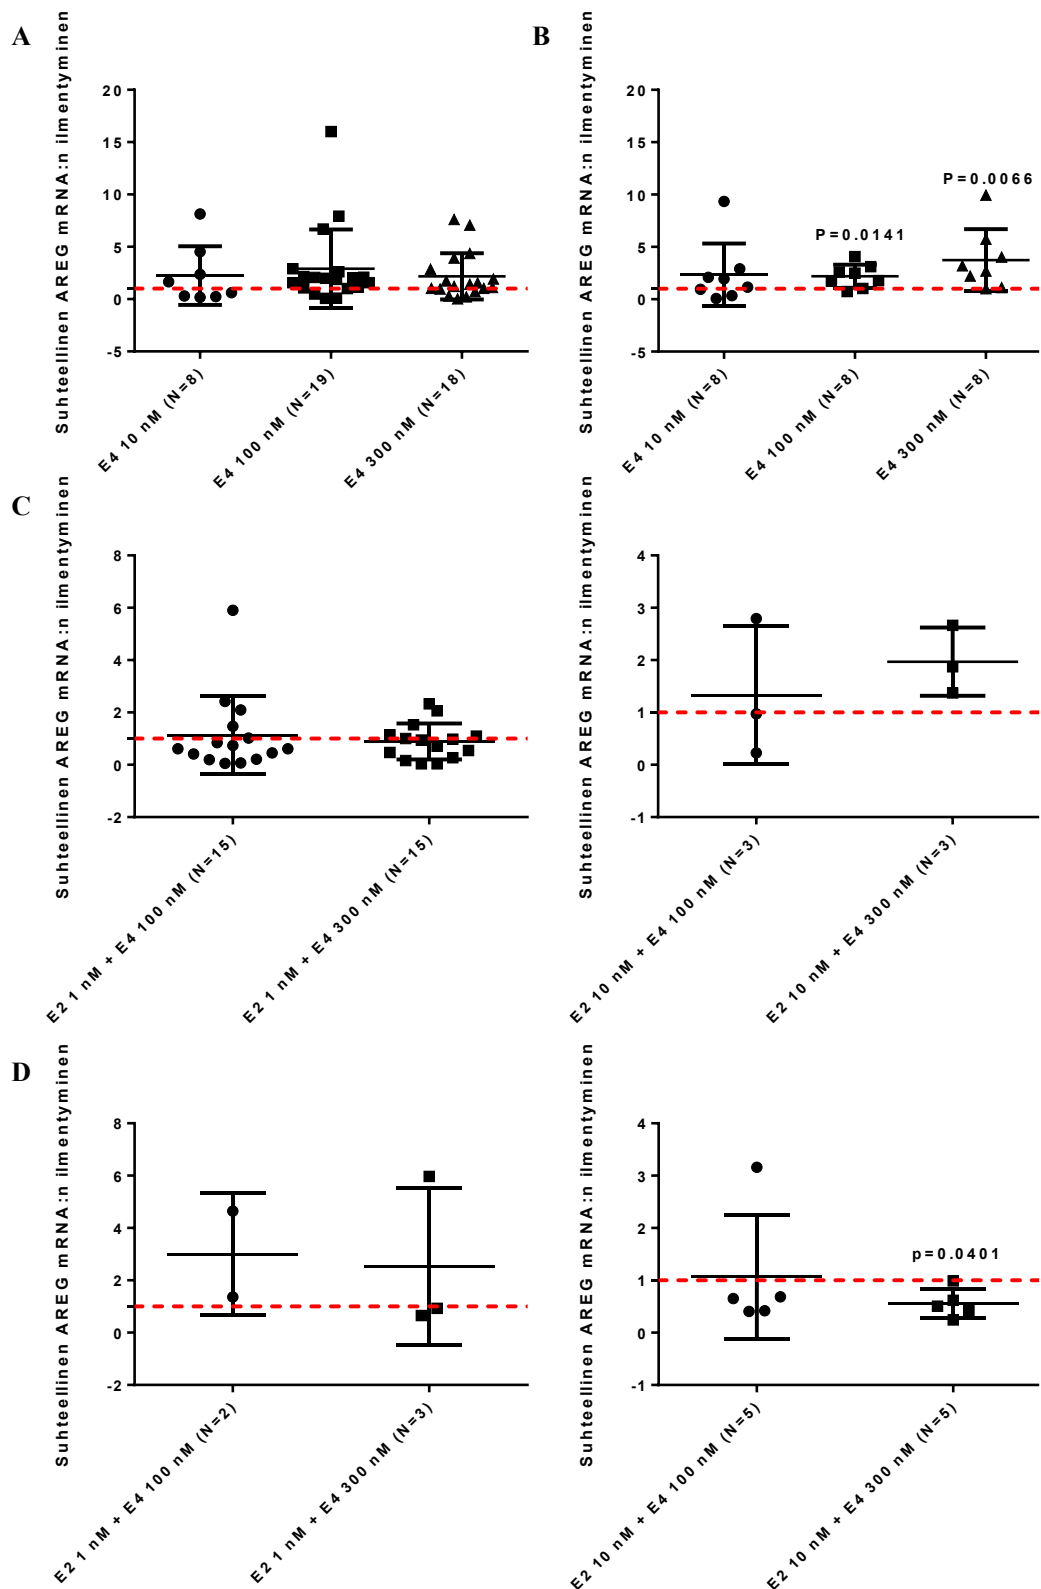 A
Suhteellinen AREG mRNA:n ilmentyminen
20
15
10
5
0
-5
E4 10 nM (N=8)
E4 100 nM (N=19)
E4 300 nM (N=18)
B
Suhteellinen AREG mRNA:n ilmentyminen
20
15
10
5
0
-5
P=0.0141
P=0.0066
E4 10 nM (N=8)
E4 100 nM (N=8)
E4 300 nM (N=8)
C
Suhteellinen AREG mRNA:n ilmentyminen
8
6
4
2
0
-2
E2 1 nM + E4 100 nM (N=15)
E2 1 nM + E4 300 nM (N=15)
Suhteellinen AREG mRNA:n ilmentyminen
4
3
2
1
0
-1
E2 10 nM + E4 100 nM (N=3)
E2 10 nM + E4 300 nM (N=3)
D
Suhteellinen AREG mRNA:n ilmentyminen
8
6
4
2
0
-2
E2 1 nM + E4 100 nM (N=2)
E2 1 nM + E4 300 nM (N=3)
Suhteellinen AREG mRNA:n ilmentyminen
4
3
2
1
0
-1
p=0.0401
E2 10 nM + E4 100 nM (N=5)
E2 10 nM + E4 300 nM (N=5)